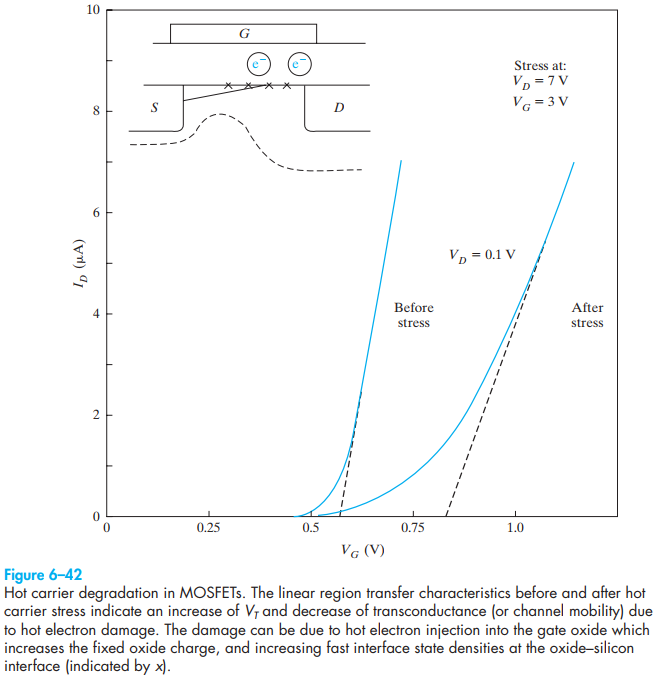 10
G
e⁻ e⁻
S
D
Stress at:
V_D = 7 V
V_G = 3 V
8
6
I_D (μA)
V_D = 0.1 V
4
Before
stress
After
stress
2
0
0 0.25 0.5 0.75 1.0
V_G (V)
Figure 6–42
Hot carrier degradation in MOSFETs. The linear region transfer characteristics before and after hot
carrier stress indicate an increase of V_T and decrease of transconductance (or channel mobility) due
to hot electron damage. The damage can be due to hot electron injection into the gate oxide which
increases the fixed oxide charge, and increasing fast interface state densities at the oxide–silicon
interface (indicated by x).